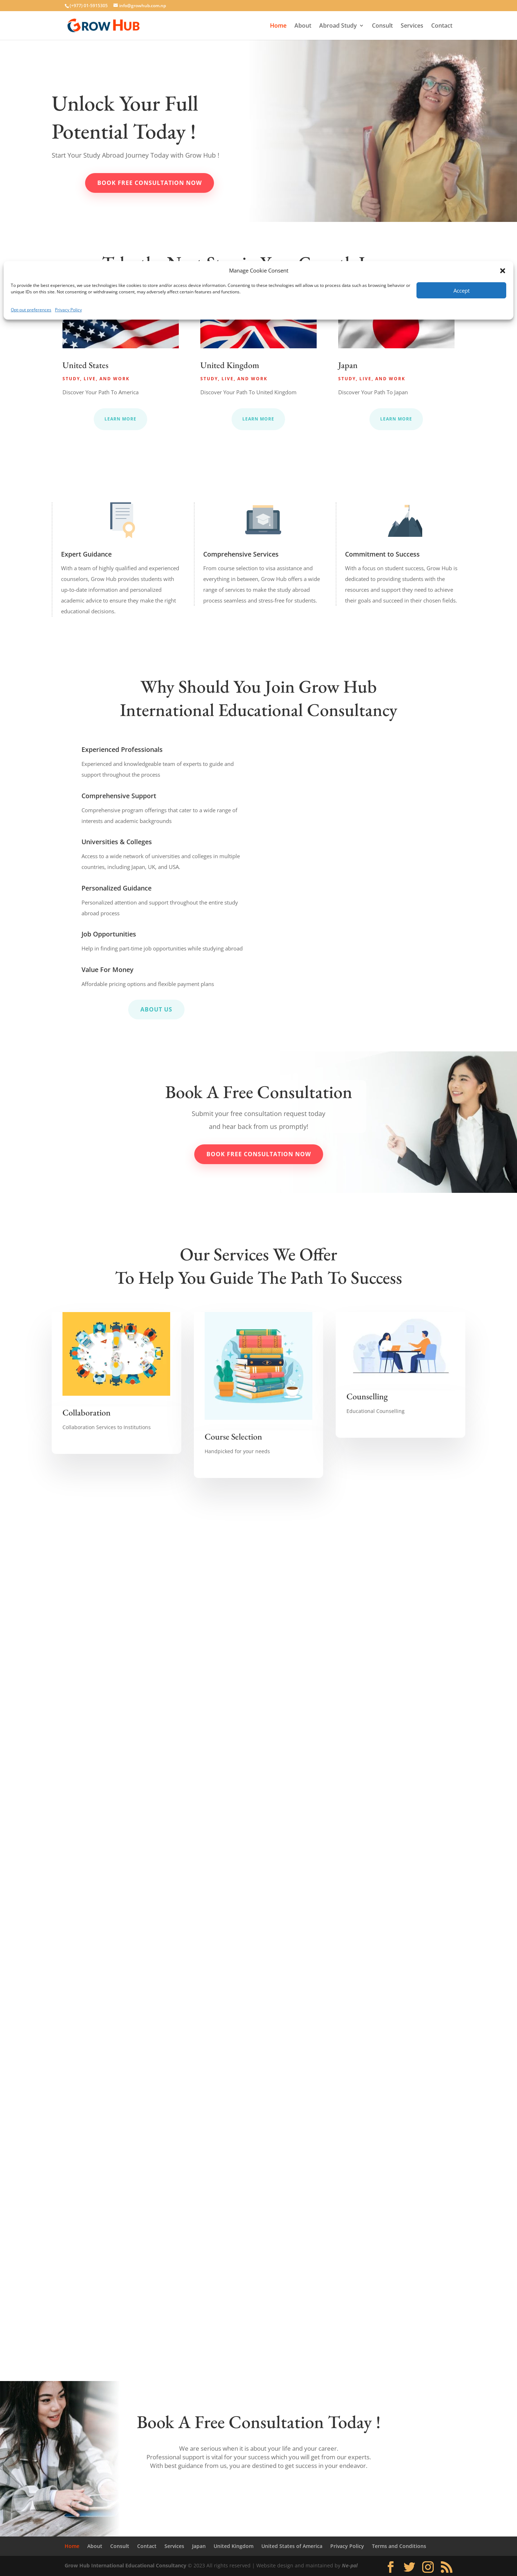 info@growhub.com.np
GROW HUB
Home
About
Abroad Study
Consult
Services
Contact
Unlock Your Full
Potential Today !
Start Your Study Abroad Journey Today with Grow Hub !
BOOK FREE CONSULTATION NOW
Manage Cookie Consent
To provide the best experiences, we use technologies like cookies to store and/or access device information. Consenting to these technologies will allow us to process data such as browsing behavior or
unique IDs on this site. Not consenting or withdrawing consent, may adversely affect certain features and functions.
Accept
Opt-out preferences
Privacy Policy
United States
STUDY, LIVE, AND WORK
Discover Your Path To America
LEARN MORE
United Kingdom
STUDY, LIVE, AND WORK
Discover Your Path To United Kingdom
LEARN MORE
Japan
STUDY, LIVE, AND WORK
Discover Your Path To Japan
LEARN MORE
Expert Guidance
With a team of highly qualified and experienced
counselors, Grow Hub provides students with
up-to-date information and personalized
academic advice to ensure they make the right
educational decisions.
Comprehensive Services
From course selection to visa assistance and
everything in between, Grow Hub offers a wide
range of services to make the study abroad
process seamless and stress-free for students.
Commitment to Success
With a focus on student success, Grow Hub is
dedicated to providing students with the
resources and support they need to achieve
their goals and succeed in their chosen fields.
Why Should You Join Grow Hub
International Educational Consultancy
Experienced Professionals
Experienced and knowledgeable team of experts to guide and
support throughout the process
Comprehensive Support
Comprehensive program offerings that cater to a wide range of
interests and academic backgrounds
Universities & Colleges
Access to a wide network of universities and colleges in multiple
countries, including Japan, UK, and USA.
Personalized Guidance
Personalized attention and support throughout the entire study
abroad process
Job Opportunities
Help in finding part-time job opportunities while studying abroad
Value For Money
Affordable pricing options and flexible payment plans
ABOUT US
Book A Free Consultation
Submit your free consultation request today
and hear back from us promptly!
BOOK FREE CONSULTATION NOW
Our Services We Offer
To Help You Guide The Path To Success
Collaboration
Collaboration Services to Institutions
Course Selection
Handpicked for your needs
Counselling
Educational Counselling
Book A Free Consultation Today !
We are serious when it is about your life and your career.
Professional support is vital for your success which you will get from our experts.
With best guidance from us, you are destined to get success in your endeavor.
Home
About
Consult
Contact
Services
Japan
United Kingdom
United States of America
Privacy Policy
Terms and Conditions
Grow Hub International Educational Consultancy © 2023 All rights reserved | Website design and maintained by Ne-pal